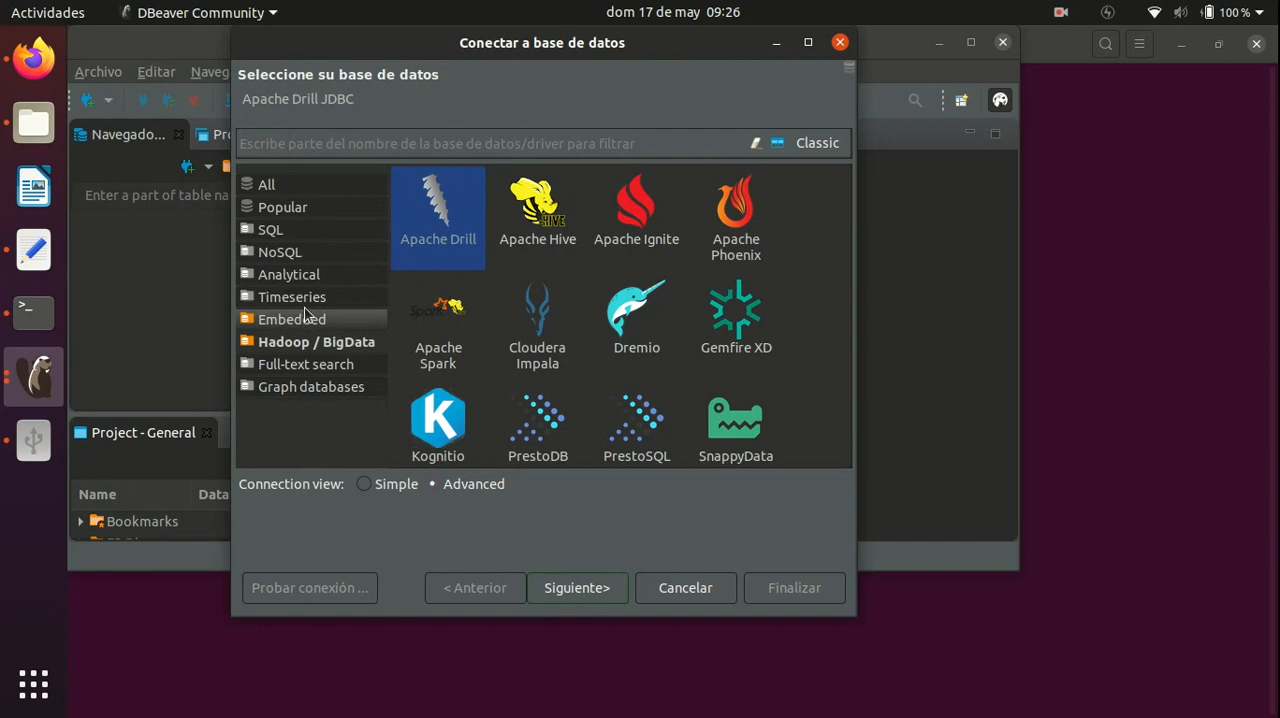 Actividades
DBeaver Community
dom 17 de may 09:26
100 %
Conectar a base de datos
Archivo
Editar
Naveg
Seleccione su base de datos
Apache Drill JDBC
Navegado...
Pro
Escribe parte del nombre de la base de datos/driver para filtrar
Classic
Enter a part of table na
All
Popular
SQL
NoSQL
Analytical
Timeseries
Embedded
Hadoop / BigData
Full-text search
Graph databases
Apache Drill
HIVE
Apache Hive
Apache Ignite
Apache
Phoenix
Spark
Apache
Spark
Cloudera
Impala
Dremio
Gemfire XD
K
Kognitio
PrestoDB
PrestoSQL
SnappyData
Project - General
Connection view:
Simple
Advanced
Name
Data
Bookmarks
Probar conexión ...
< Anterior
Siguiente>
Cancelar
Finalizar